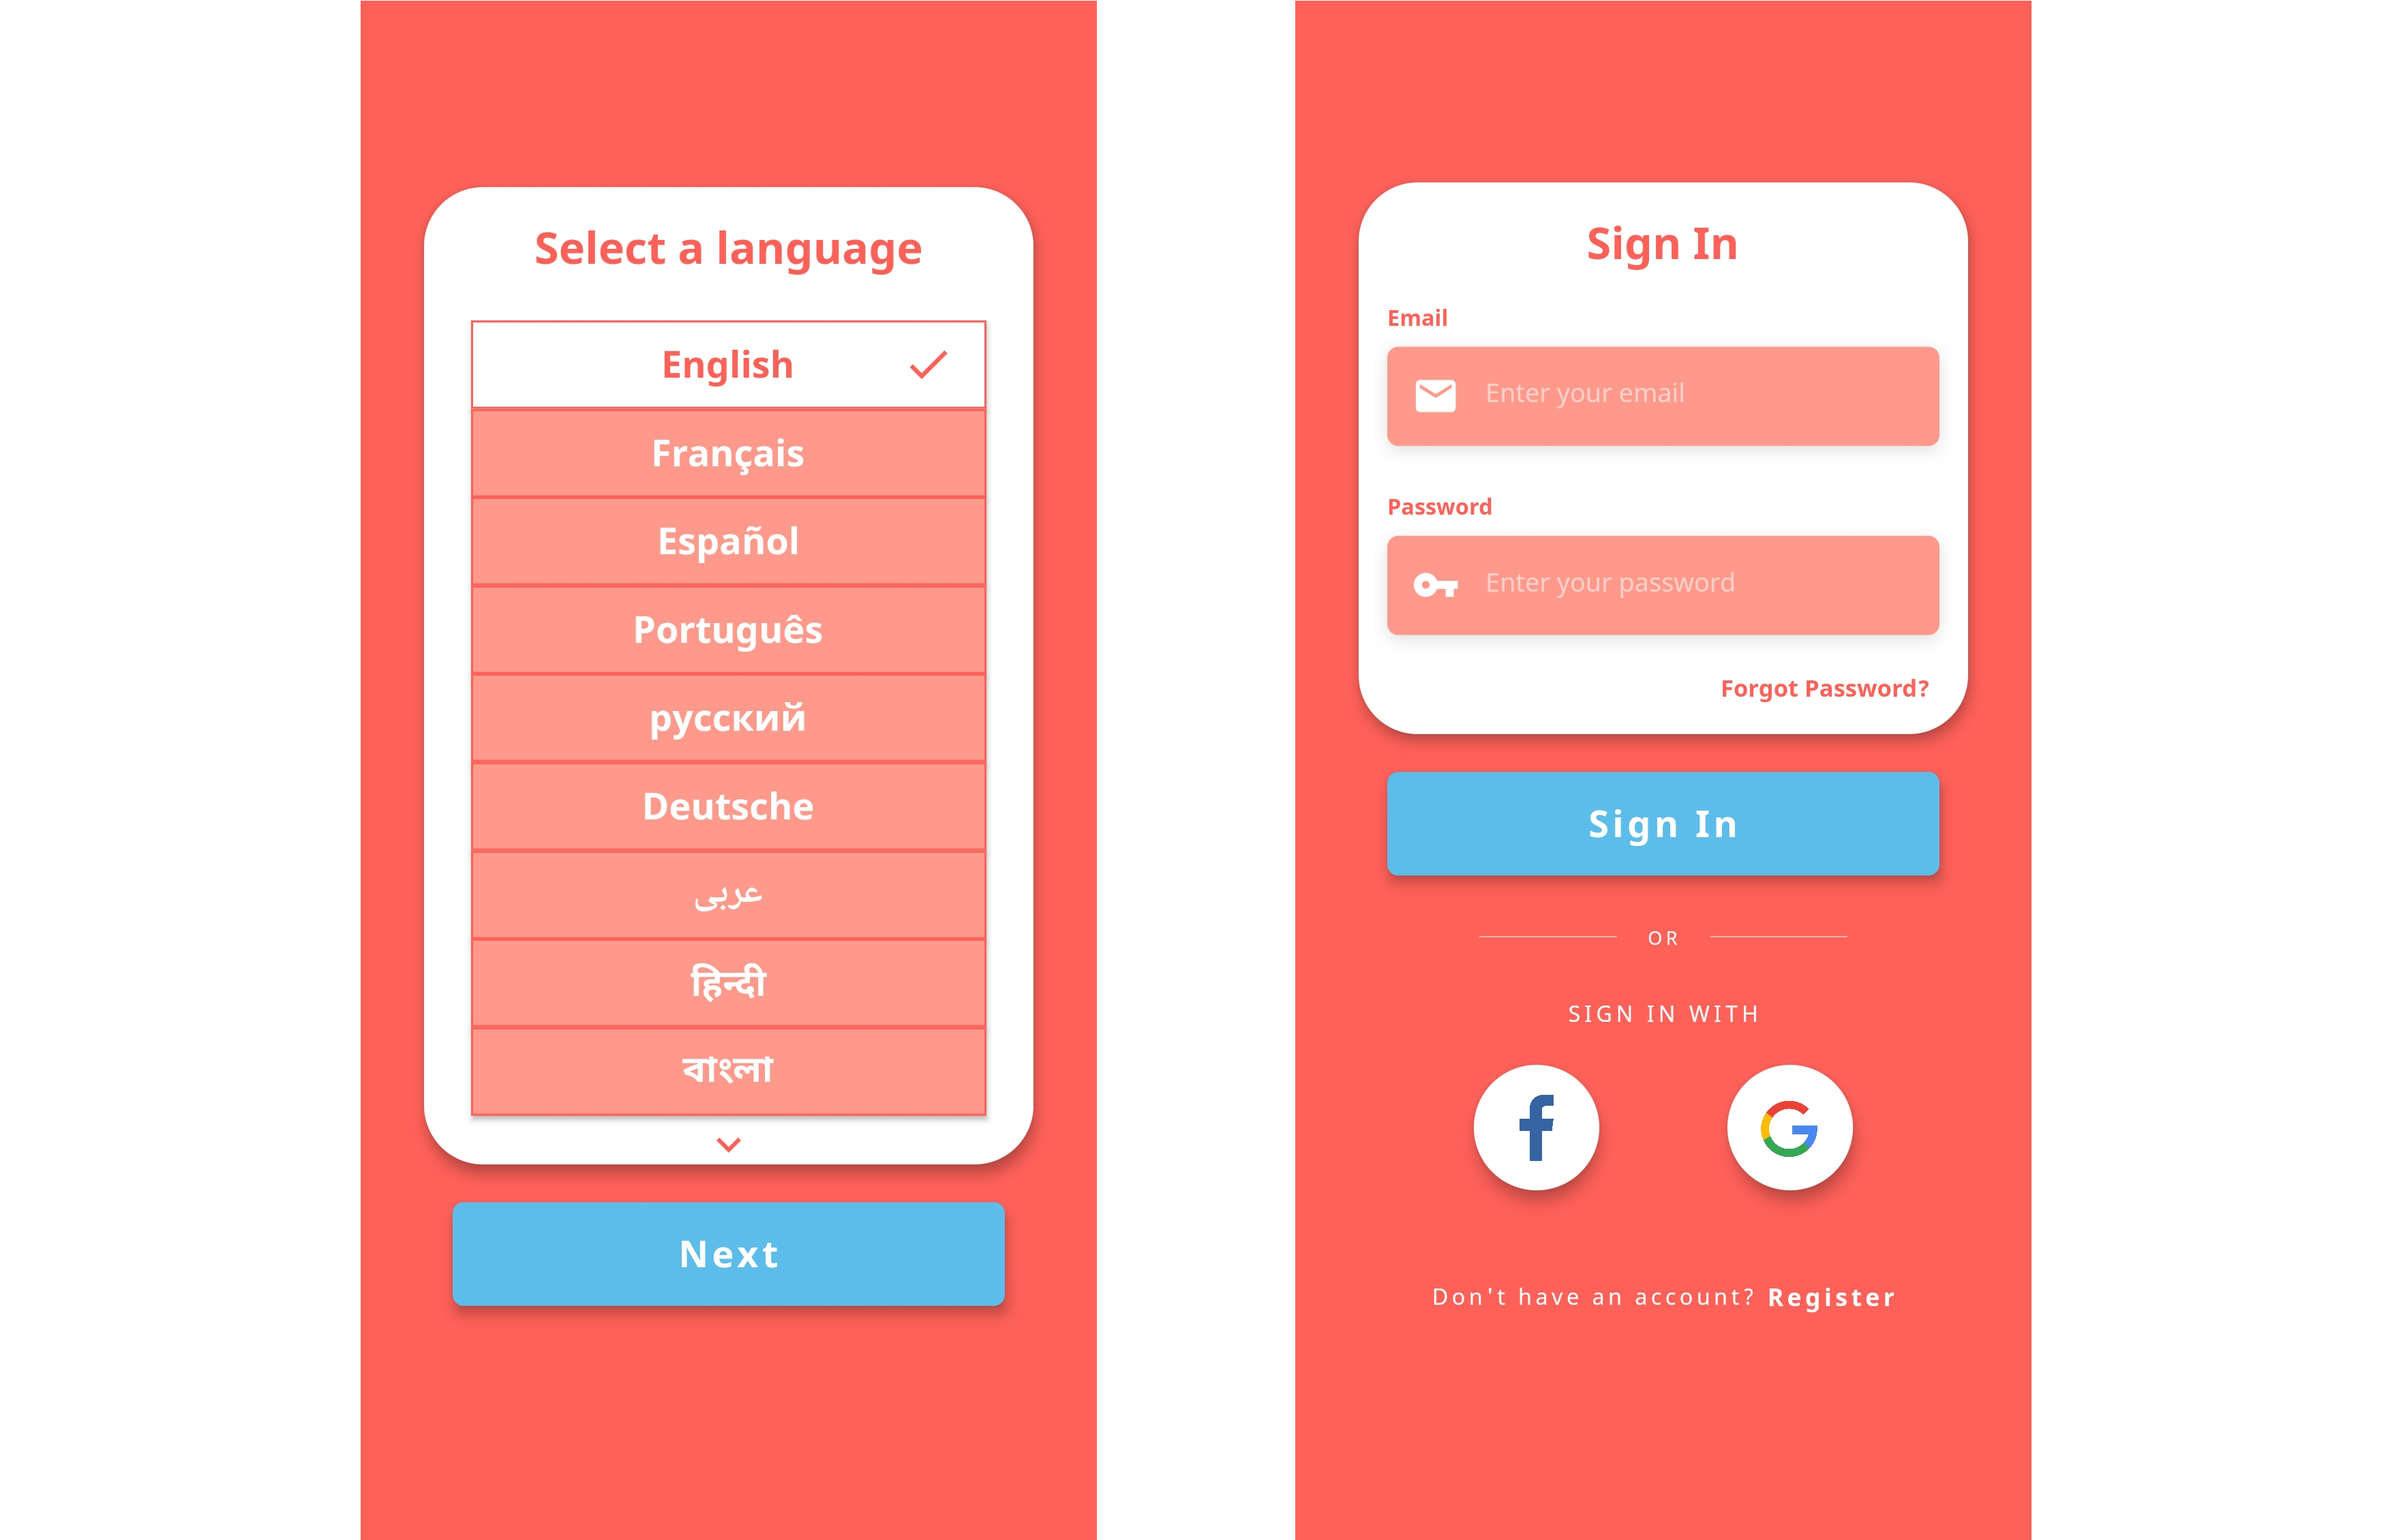 Select a language
English
Français
Español
Português
русский
Deutsche
عربى
हिन्दी
বাংলা
Next
Sign In
Email
Enter your email
Password
Enter your password
Forgot Password?
Sign In
OR
SIGN IN WITH
Don't have an account? Register